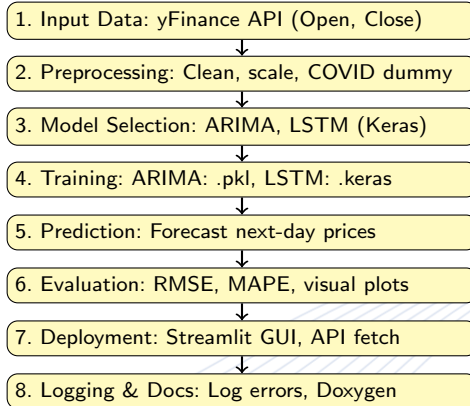 1. Input Data: yFinance API (Open, Close)
2. Preprocessing: Clean, scale, COVID dummy
3. Model Selection: ARIMA, LSTM (Keras)
4. Training: ARIMA: .pkl, LSTM: .keras
5. Prediction: Forecast next-day prices
6. Evaluation: RMSE, MAPE, visual plots
7. Deployment: Streamlit GUI, API fetch
8. Logging & Docs: Log errors, Doxygen